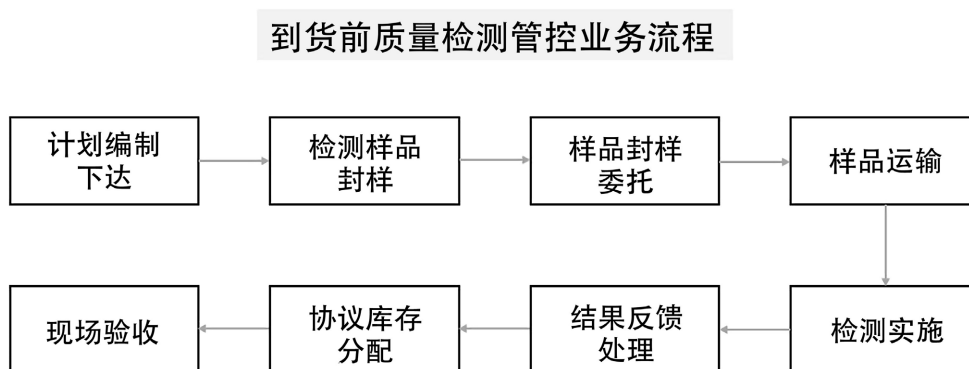 到货前质量检测管控业务流程
计划编制
下达
检测样品
封样
样品封样
委托
样品运输
检测实施
结果反馈
处理
协议库存
分配
现场验收